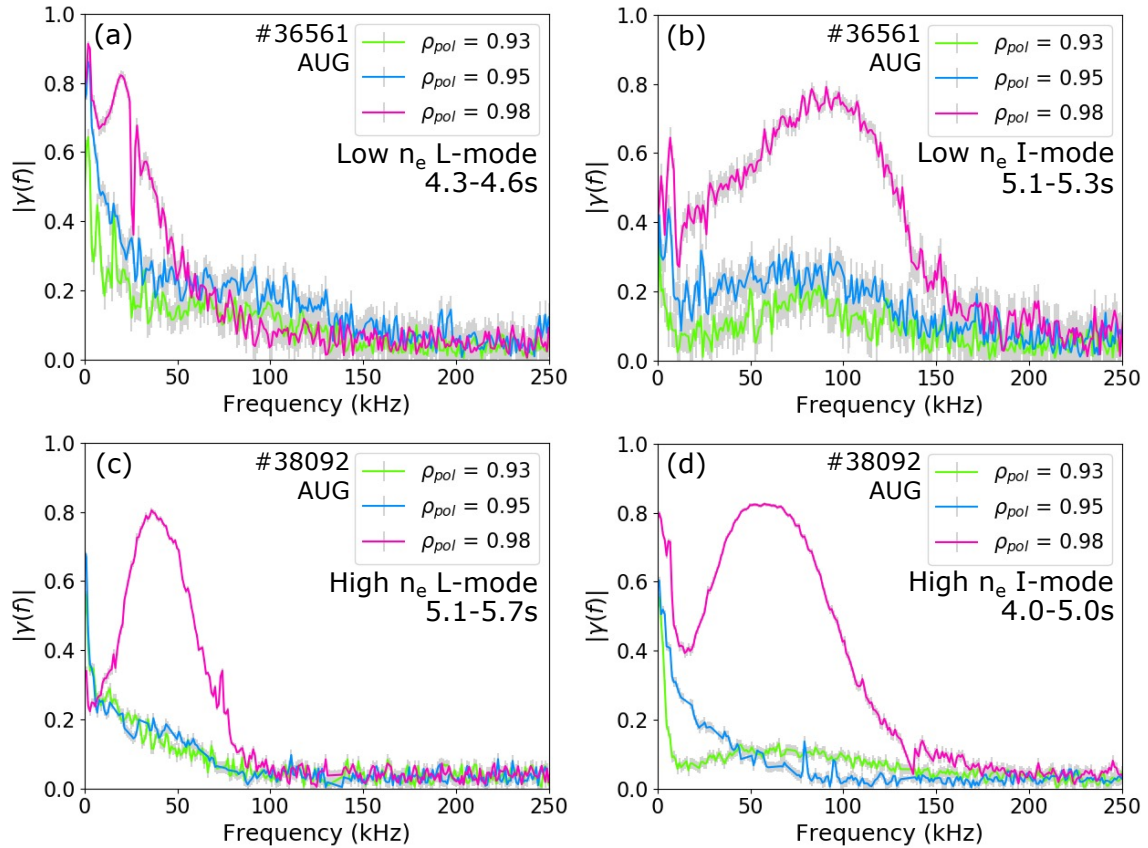 (a)
#36561
AUG
ρpol = 0.93
ρpol = 0.95
ρpol = 0.98
Low ne L-mode
4.3-4.6s
|γ(f)|
1.0
0.8
0.6
0.4
0.2
0.0
0 50 100 150 200 250
Frequency (kHz)
(b)
#36561
AUG
ρpol = 0.93
ρpol = 0.95
ρpol = 0.98
Low ne I-mode
5.1-5.3s
|γ(f)|
1.0
0.8
0.6
0.4
0.2
0.0
0 50 100 150 200 250
Frequency (kHz)
(c)
#38092
AUG
ρpol = 0.93
ρpol = 0.95
ρpol = 0.98
High ne L-mode
5.1-5.7s
|γ(f)|
1.0
0.8
0.6
0.4
0.2
0.0
0 50 100 150 200 250
Frequency (kHz)
(d)
#38092
AUG
ρpol = 0.93
ρpol = 0.95
ρpol = 0.98
High ne I-mode
4.0-5.0s
|γ(f)|
1.0
0.8
0.6
0.4
0.2
0.0
0 50 100 150 200 250
Frequency (kHz)